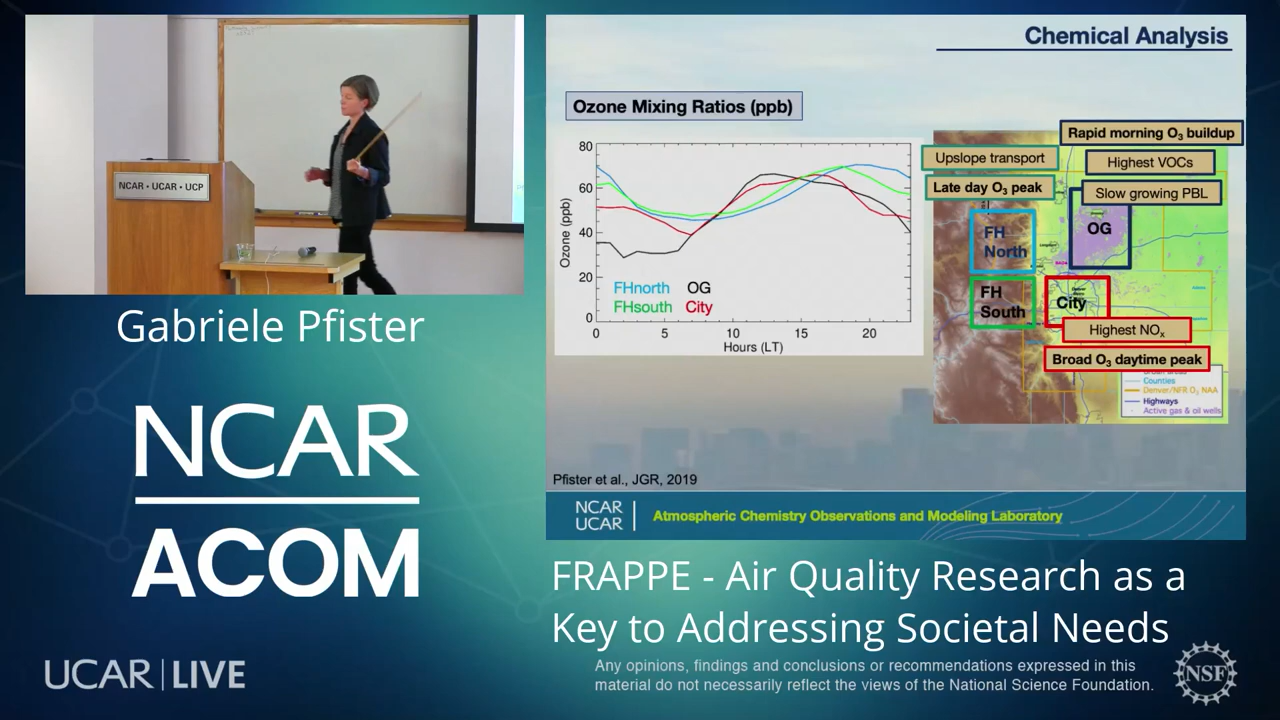 NCAR • UCAR • UCP
Gabriele Pfister
NCAR
ACOM
UCAR | LIVE
Chemical Analysis
Ozone Mixing Ratios (ppb)
80
60
40
20
0
Ozone (ppb)
FHnorth OG
FHsouth City
0 5 10 15 20
Hours (LT)
Rapid morning O₃ buildup
Upslope transport
Highest VOCs
Late day O₃ peak
Slow growing PBL
FH
North
OG
FH
South
City
Highest NOₓ
Broad O₃ daytime peak
Counties
Denver/NFR O₃ NAA
Highways
Active gas & oil wells
Pfister et al., JGR, 2019
NCAR
UCAR
Atmospheric Chemistry Observations and Modeling Laboratory
FRAPPE - Air Quality Research as a
Key to Addressing Societal Needs
Any opinions, findings and conclusions or recommendations expressed in this
material do not necessarily reflect the views of the National Science Foundation.
NSF